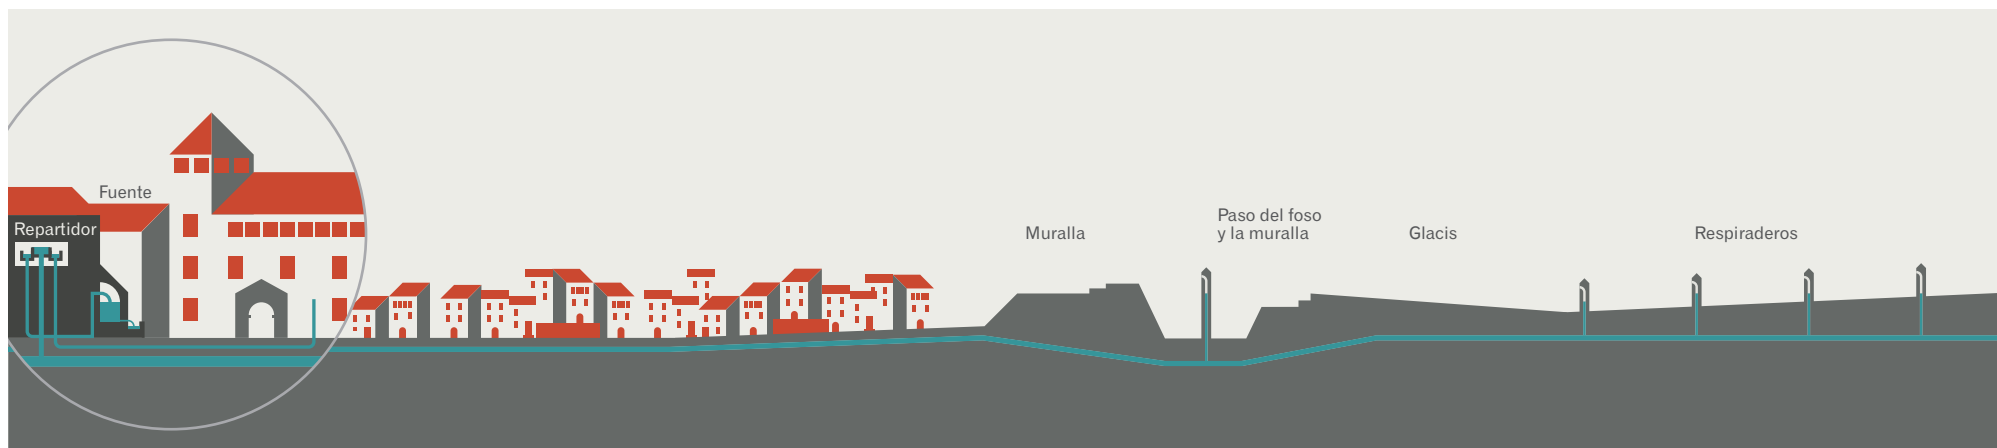 Fuente
Repartidor
Muralla
Paso del foso
y la muralla
Glacis
Respiraderos